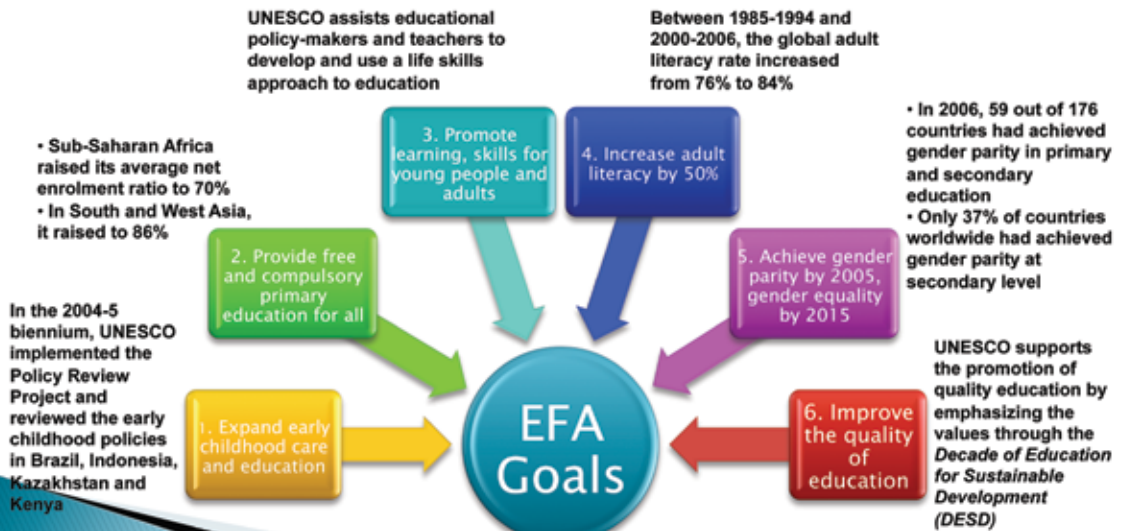 In the 2004-5
biennium, UNESCO
implemented the
Policy Review
Project and
reviewed the early
childhood policies
in Brazil, Indonesia,
Kazakhstan and
Kenya
1. Expand early
childhood care
and education
• Sub-Saharan Africa
raised its average net
enrolment ratio to 70%
• In South and West Asia,
it raised to 86%
2. Provide free
and compulsory
primary
education for all
UNESCO assists educational
policy-makers and teachers to
develop and use a life skills
approach to education
3. Promote
learning, skills for
young people and
adults
Between 1985-1994 and
2000-2006, the global adult
literacy rate increased
from 76% to 84%
4. Increase adult
literacy by 50%
• In 2006, 59 out of 176
countries had achieved
gender parity in primary
and secondary
education
• Only 37% of countries
worldwide had achieved
gender parity at
secondary level
5. Achieve gender
parity by 2005,
gender equality
by 2015
UNESCO supports
the promotion of
quality education by
emphasizing the
values through the
Decade of Education
for Sustainable
Development
(DESD)
6. Improve
the quality
of
education
EFA
Goals